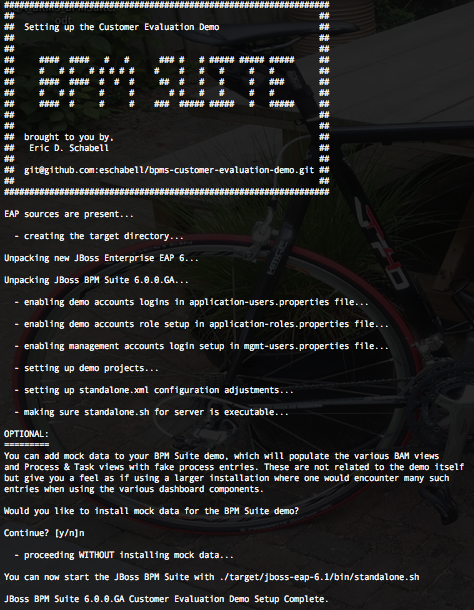 #################################################################
##                                                             ##
##  Setting up the Customer Evaluation Demo                    ##
##                                                             ##
##                                                             ##
##     ####  ####   #   #      ### #   # ##### ##### #####     ##
##     #   # #   # # # # #    #    #   #   #     #   #         ##
##     ####  ####  #  #  #     ##  #   #   #     #   ###       ##
##     #   # #     #     #       # #   #   #     #   #         ##
##     ####  #     #     #    ###  ##### #####   #   #####     ##
##                                                             ##
##                                                             ##
##  brought to you by,                                         ##
##   Eric D. Schabell                                          ##
##                                                             ##
##  git@github.com:eschabell/bpms-customer-evaluation-demo.git ##
##                                                             ##
#################################################################
EAP sources are present...
  - creating the target directory...
Unpacking new JBoss Enterprise EAP 6...
Unpacking JBoss BPM Suite 6.0.0.GA...
  - enabling demo accounts logins in application-users.properties file...
  - enabling demo accounts role setup in application-roles.properties file...
  - enabling management accounts login setup in mgmt-users.properties file...
  - setting up demo projects...
  - setting up standalone.xml configuration adjustments...
  - making sure standalone.sh for server is executable...
OPTIONAL:
=========
You can add mock data to your BPM Suite demo, which will populate the various BAM views
and Process & Task views with fake process entries. These are not related to the demo itself
but give you a feel as if using a larger installation where one would encounter many such
entries when using the various dashboard components.
Would you like to install mock data for the BPM Suite demo?
Continue? [y/n]n
  - proceeding WITHOUT installing mock data...
You can now start the JBoss BPM Suite with ./target/jboss-eap-6.1/bin/standalone.sh
JBoss BPM Suite 6.0.0.GA Customer Evaluation Demo Setup Complete.